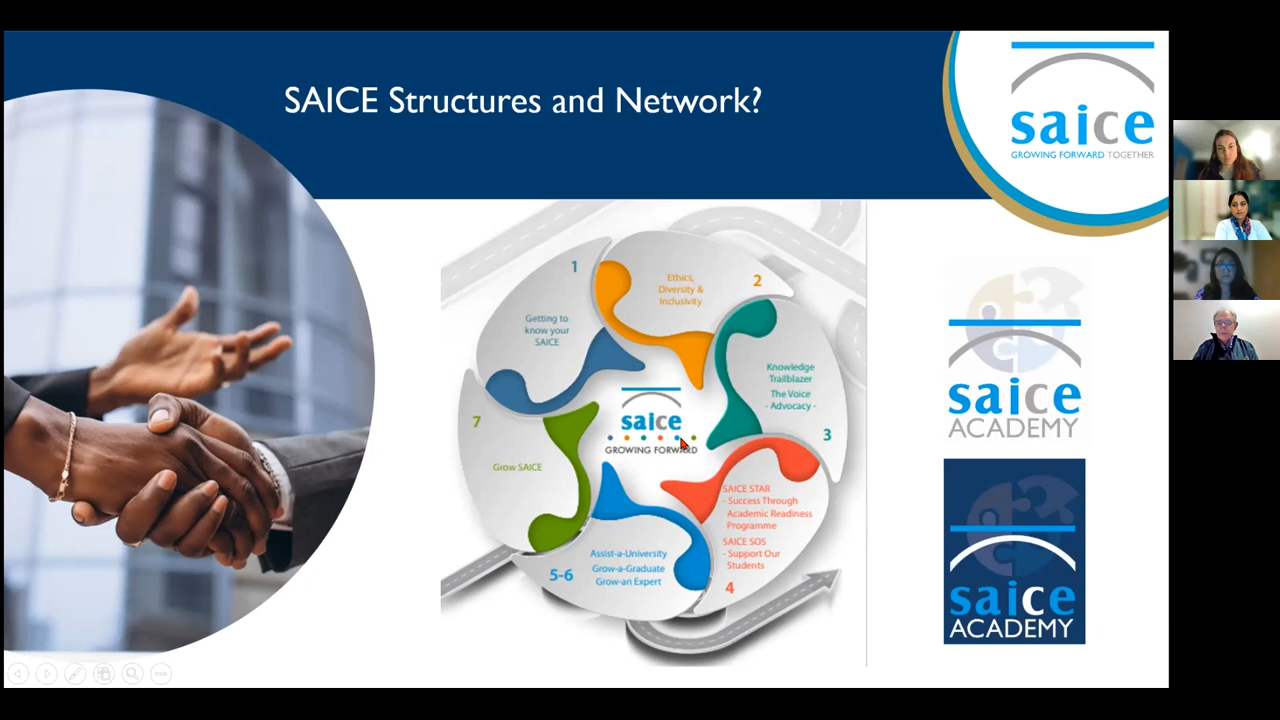 SAICE Structures and Network?
saice
GROWING FORWARD TOGETHER
1
Getting to
know your
SAICE
Ethics,
Diversity &
Inclusivity
2
Knowledge
Trailblazer
The Voice
- Advocacy -
3
SAICE STAR
- Success Through
Academic Readiness
Programme
SAICE SOS
- Support Our
Students
4
5-6
Assist-a-University
Grow-a-Graduate
Grow-an Expert
7
Grow SAICE
saice
GROWING FORWARD
saice
ACADEMY
saice
ACADEMY